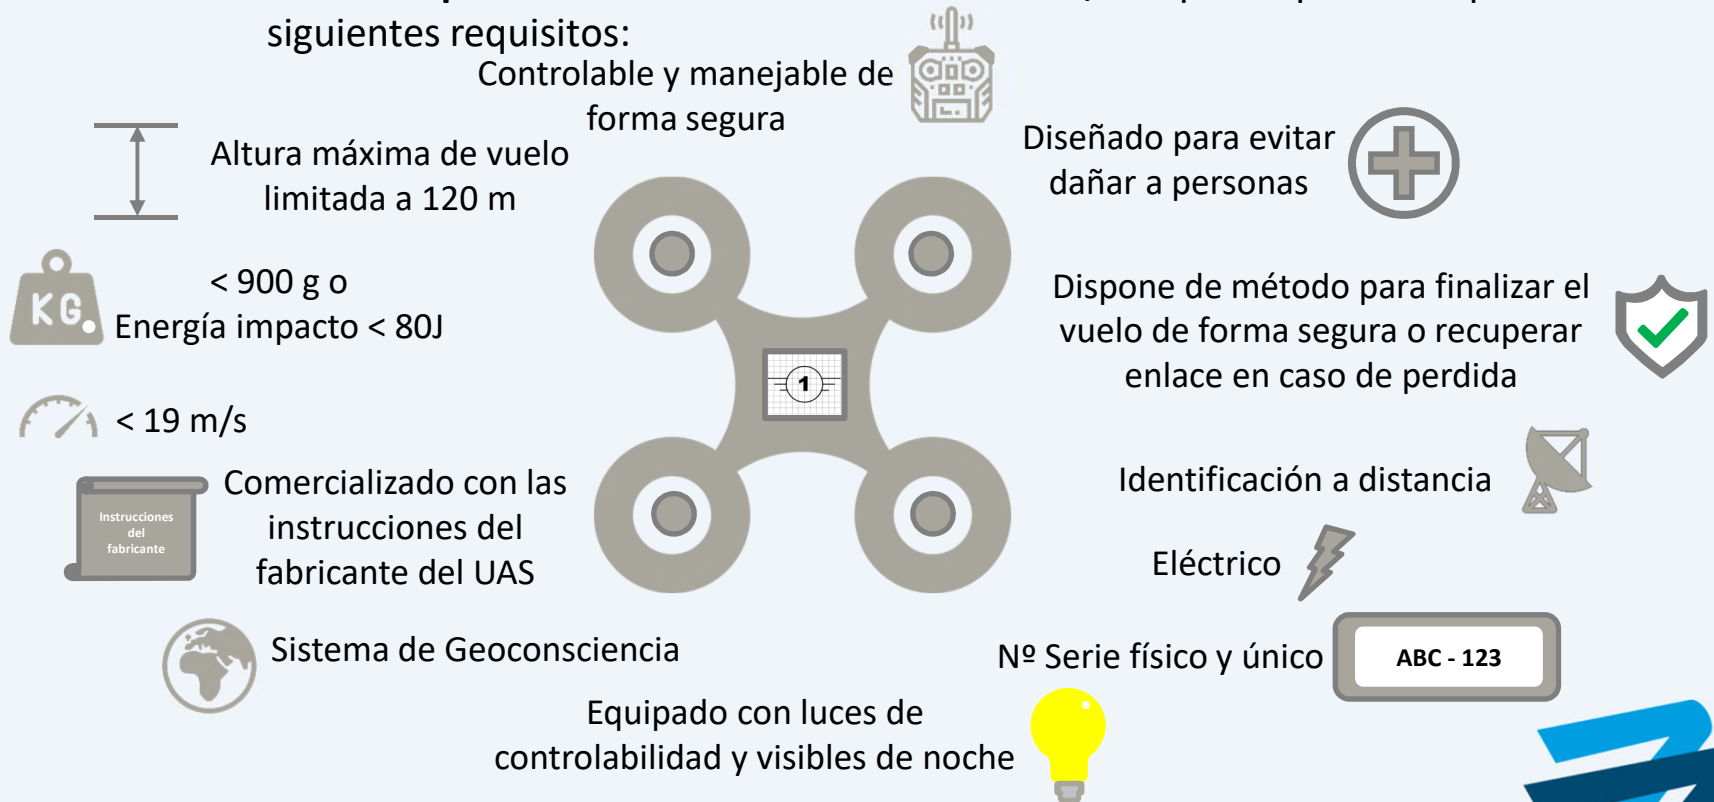 siguientes requisitos:
Controlable y manejable de
forma segura
Altura máxima de vuelo
limitada a 120 m
Diseñado para evitar
dañar a personas
KG
< 900 g o
Energía impacto < 80J
Dispone de método para finalizar el
vuelo de forma segura o recuperar
enlace en caso de perdida
1
< 19 m/s
Instrucciones
del
fabricante
Comercializado con las
instrucciones del
fabricante del UAS
Identificación a distancia
Eléctrico
Sistema de Geoconsciencia
Nº Serie físico y único
ABC - 123
Equipado con luces de
controlabilidad y visibles de noche